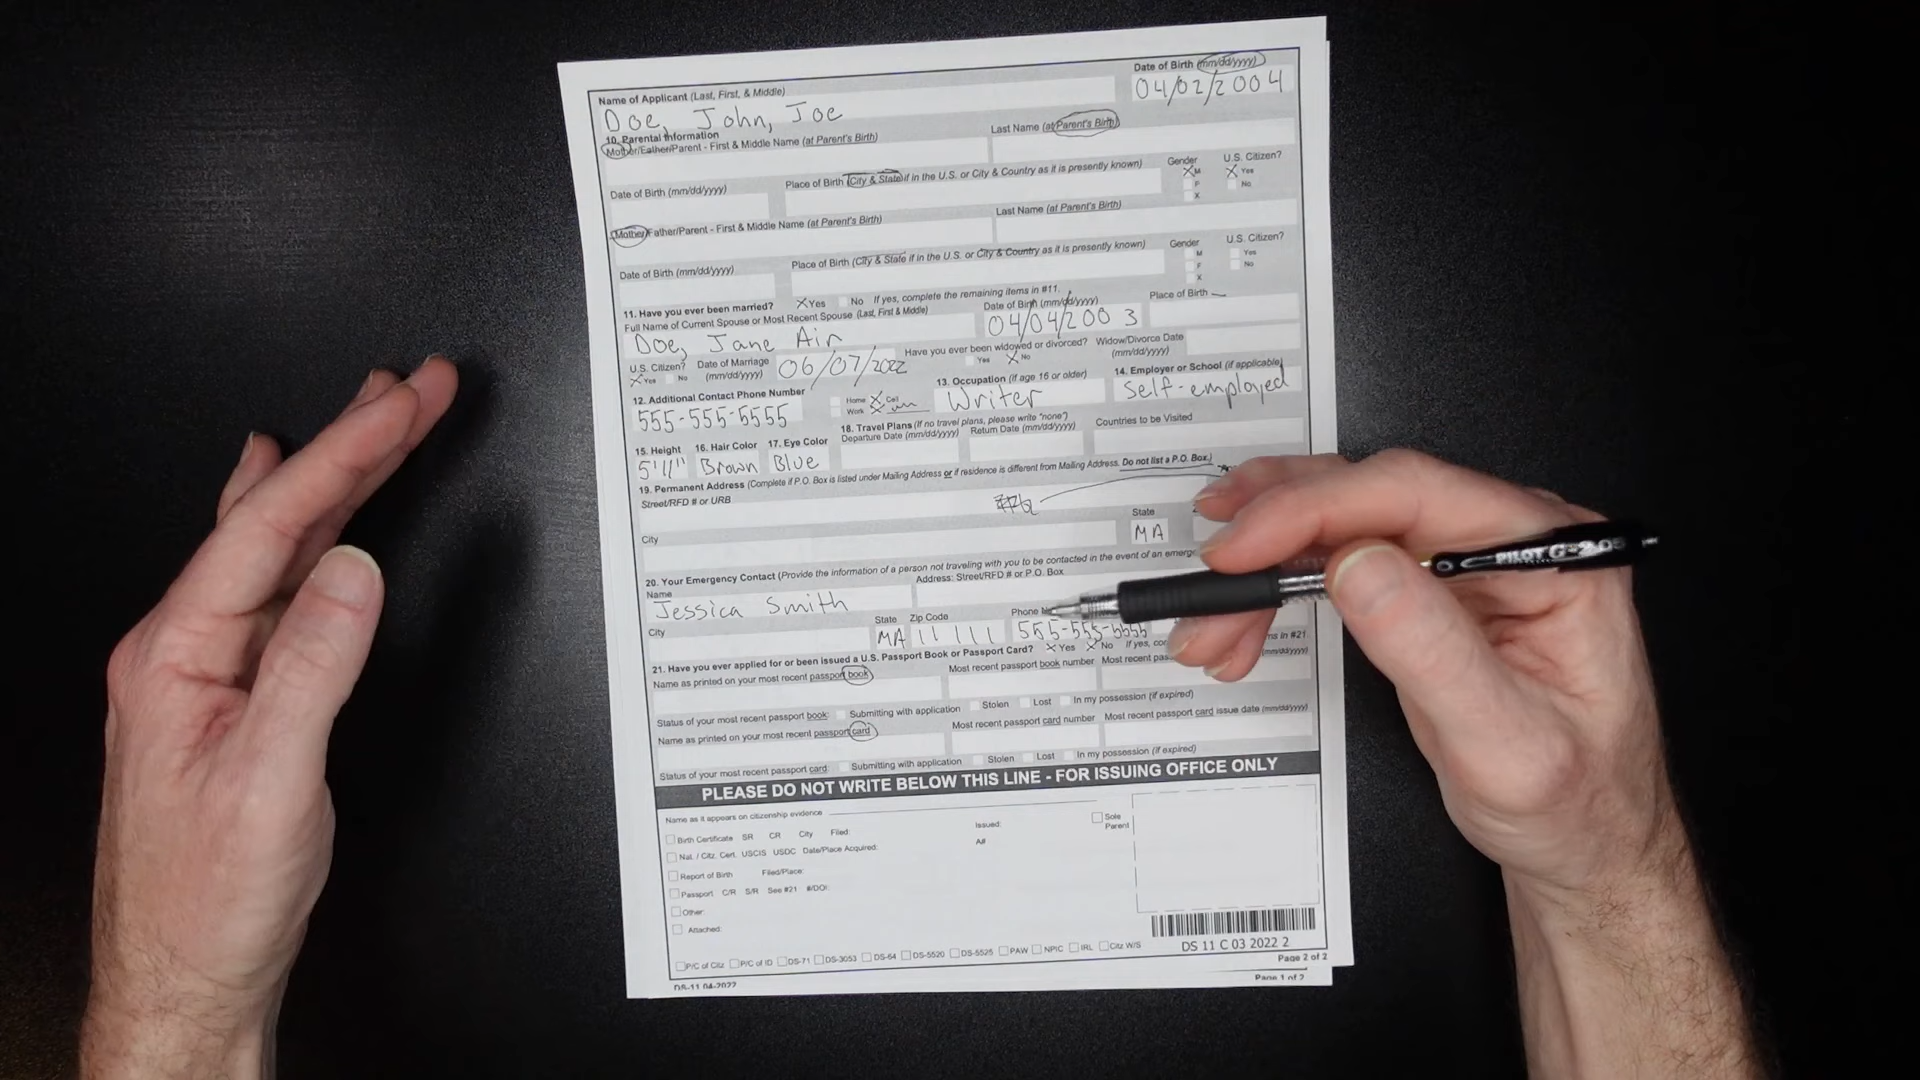 Name of Applicant (Last, First, & Middle)
Date of Birth (mm/dd/yyyy)
Doe, John, Joe
04/02/2004
10. Parental Information
Mother/Father/Parent - First & Middle Name (at Parent's Birth)
Last Name (at Parent's Birth)
Date of Birth (mm/dd/yyyy)
Place of Birth (City & State if in the U.S. or City & Country as it is presently known)
Gender
U.S. Citizen?
M
F
X
X Yes
No
Mother/Father/Parent - First & Middle Name (at Parent's Birth)
Last Name (at Parent's Birth)
Date of Birth (mm/dd/yyyy)
Place of Birth (City & State if in the U.S. or City & Country as it is presently known)
Gender
U.S. Citizen?
M
F
X
Yes
No
11. Have you ever been married? X Yes No If yes, complete the remaining items in #11.
Full Name of Current Spouse or Most Recent Spouse (Last, First & Middle)
Date of Birth (mm/dd/yyyy)
Place of Birth
Doe, Jane Air
04/04/2003
U.S. Citizen?
X Yes No
Date of Marriage
(mm/dd/yyyy)
06/07/2022
Have you ever been widowed or divorced?
Yes X No
Widow/Divorce Date
(mm/dd/yyyy)
12. Additional Contact Phone Number
555-555-5555
Home X Cell
Work X
13. Occupation (if age 16 or older)
Writer
14. Employer or School (if applicable)
Self-employed
15. Height
5'11"
16. Hair Color
Brown
17. Eye Color
Blue
18. Travel Plans (If no travel plans, please write "none")
Departure Date (mm/dd/yyyy)
Return Date (mm/dd/yyyy)
Countries to be Visited
19. Permanent Address (Complete if P.O. Box is listed under Mailing Address or if residence is different from Mailing Address. Do not list a P.O. Box.)
Street/RFD # or URB
City
State
MA
20. Your Emergency Contact (Provide the information of a person not traveling with you to be contacted in the event of an
Name
Address: Street/RFD # or P.O. Box
Jessica Smith
City
State
MA
Zip Code
11111
Phone
555-555-5555
21. Have you ever applied for or been issued a U.S. Passport Book or Passport Card? X Yes X No If yes,
in #21.
Name as printed on your most recent passport book
Most recent passport book number
Most recent
(mm/dd/yyyy)
Status of your most recent passport book: Submitting with application Stolen Lost In my possession (if expired)
Name as printed on your most recent passport card
Most recent passport card number
Most recent passport card issue date (mm/dd/yyyy)
Status of your most recent passport card: Submitting with application Stolen Lost In my possession (if expired)
PLEASE DO NOT WRITE BELOW THIS LINE - FOR ISSUING OFFICE ONLY
Name as it appears on citizenship evidence
Birth Certificate SR CR City Filed: Issued:
Sole Parent
Nat. / Citz. Cert. USCIS USDC Date/Place Acquired: A#
Report of Birth Filed/Place:
Passport C/R S/R See #21 #/DOI:
Other:
Attached:
P/C of Citz P/C of ID DS-71 DS-3053 DS-64 DS-5520 DS-5525 PAW NPIC IRL Citz W/S
DS 11 C 03 2022 2
Page 2 of 2
DS-11 04-2022
Page 1 of 2
PILOT G-2 05